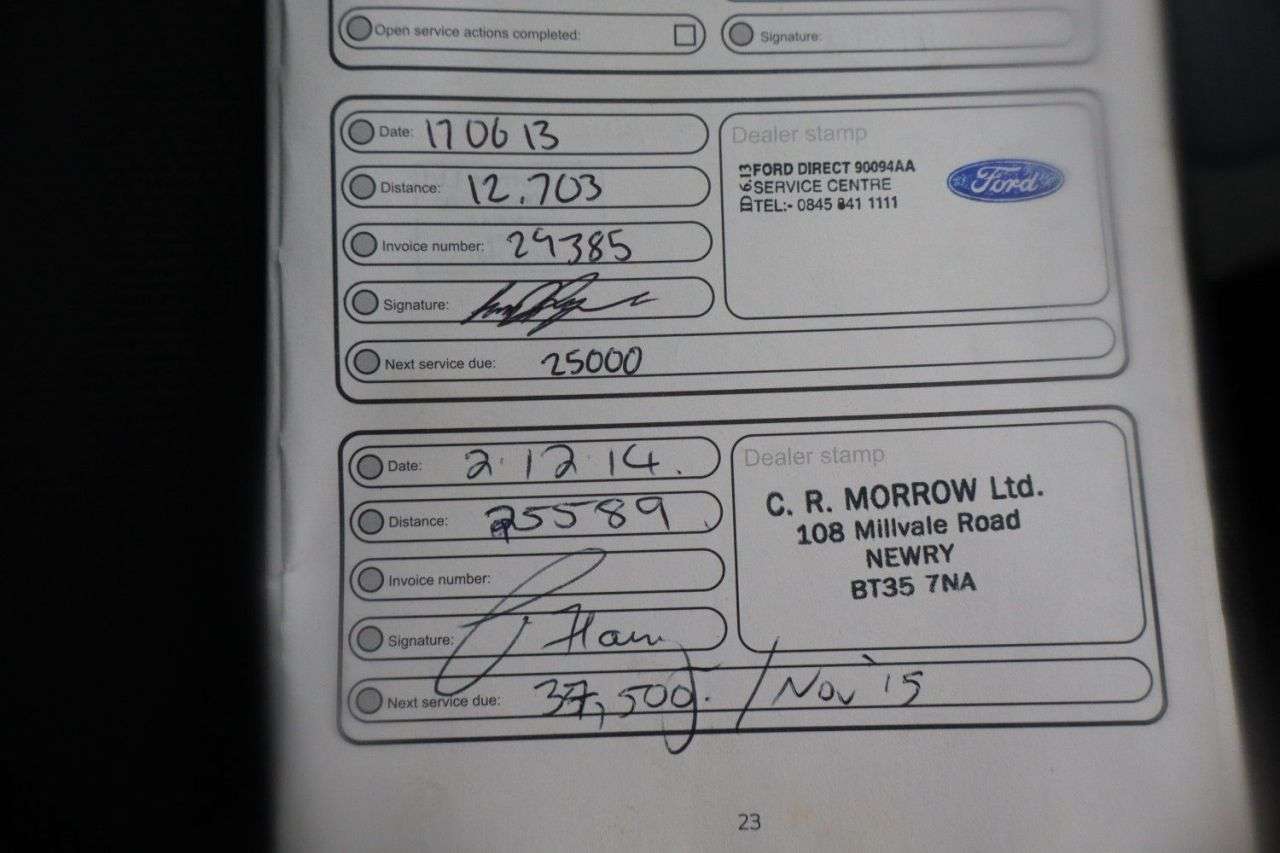 Open service actions completed:
Signature:
Date: 17 06 13
Distance: 12.703
Invoice number: 29385
Signature:
Next service due: 25000
Dealer stamp
FORD DIRECT 90094AA
SERVICE CENTRE
TEL:- 0845 841 1111
Ford
Date: 2.12.14.
Distance: 25589
Invoice number:
Signature:
Next service due: 37,500. / Nov '15
Dealer stamp
C. R. MORROW Ltd.
108 Millvale Road
NEWRY
BT35 7NA
23